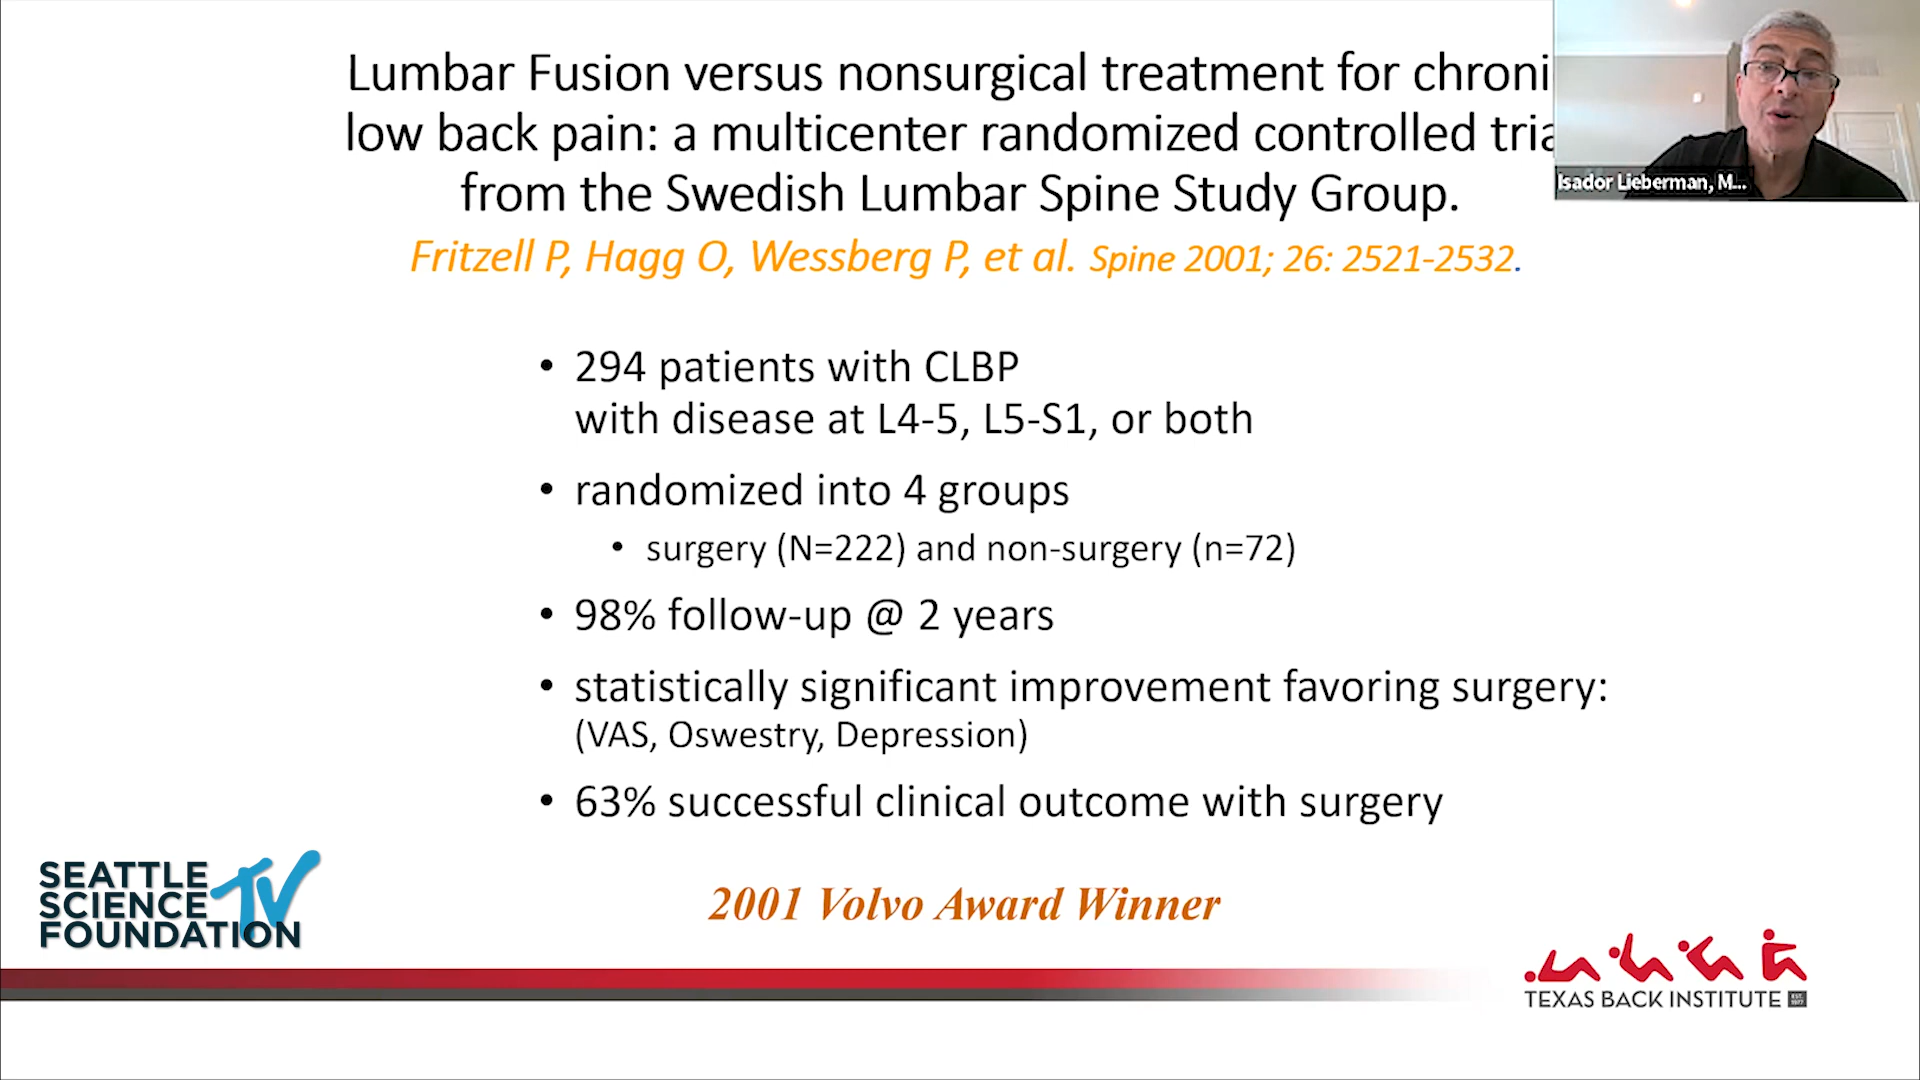 Lumbar Fusion versus nonsurgical treatment for chroni
low back pain: a multicenter randomized controlled tria
from the Swedish Lumbar Spine Study Group.
Fritzell P, Hagg O, Wessberg P, et al. Spine 2001; 26: 2521-2532.
Isador Lieberman, M...
• 294 patients with CLBP
with disease at L4-5, L5-S1, or both
• randomized into 4 groups
• surgery (N=222) and non-surgery (n=72)
• 98% follow-up @ 2 years
• statistically significant improvement favoring surgery:
(VAS, Oswestry, Depression)
• 63% successful clinical outcome with surgery
2001 Volvo Award Winner
SEATTLE
SCIENCE TV
FOUNDATION
TEXAS BACK INSTITUTE EST. 1977